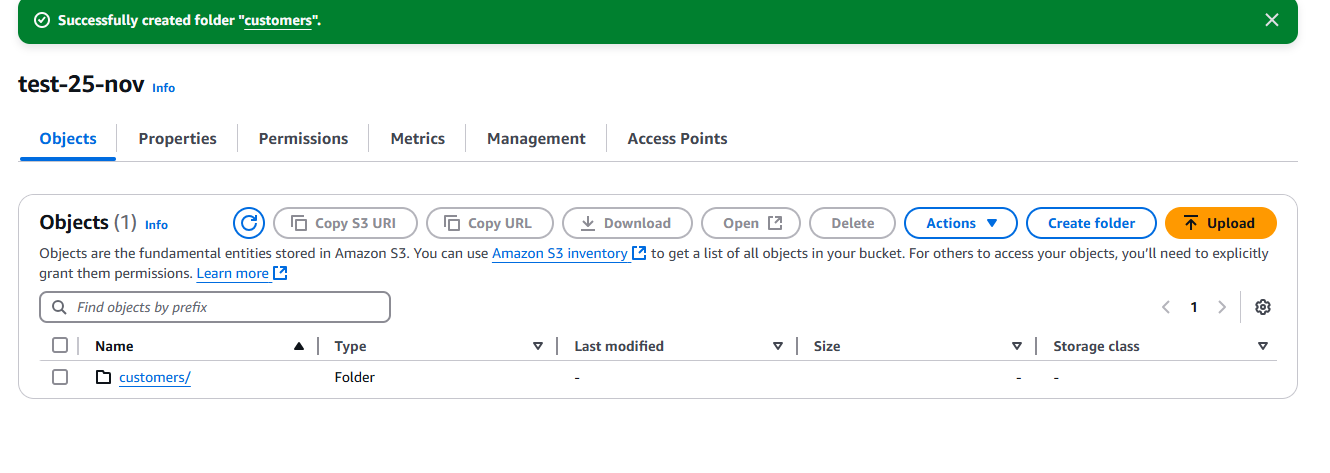 Successfully created folder "customers".
test-25-nov Info
Objects Properties Permissions Metrics Management Access Points
Objects (1) Info Copy S3 URI Copy URL Download Open Delete Actions Create folder Upload
Objects are the fundamental entities stored in Amazon S3. You can use Amazon S3 inventory to get a list of all objects in your bucket. For others to access your objects, you'll need to explicitly
grant them permissions. Learn more
Find objects by prefix 1
Name Type Last modified Size Storage class
customers/ Folder - - -